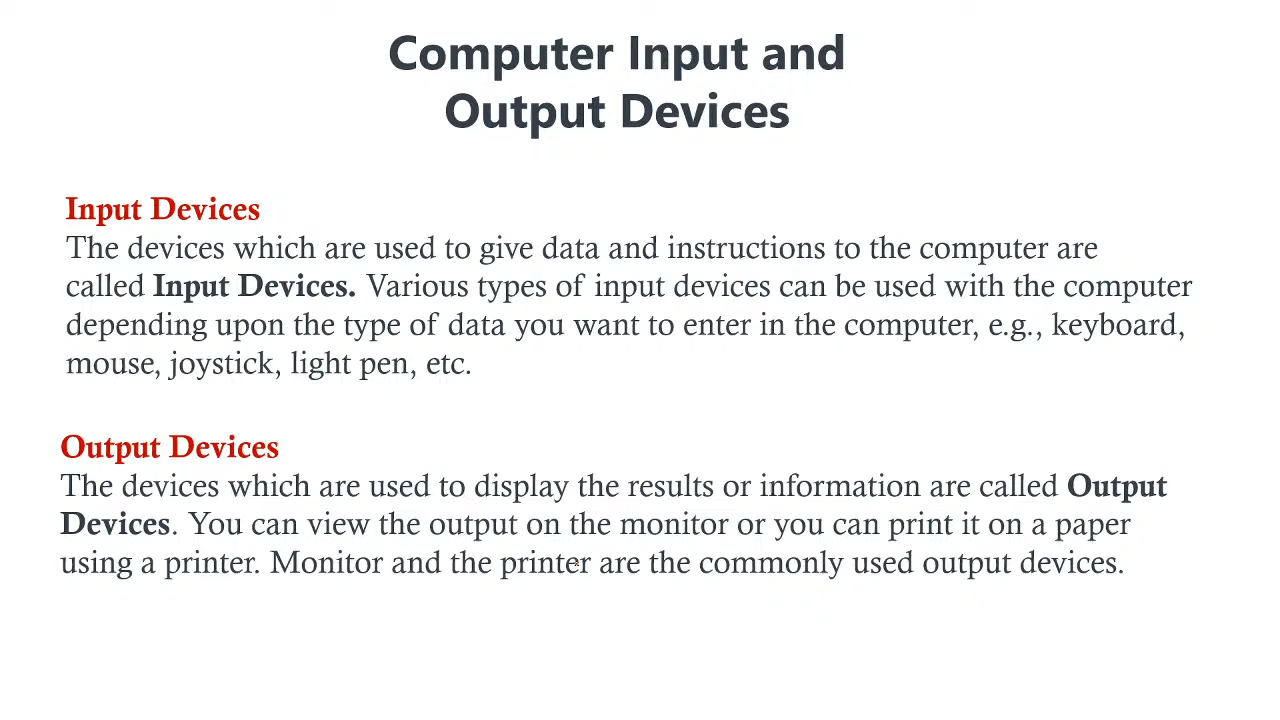 Computer Input and
Output Devices
Input Devices
The devices which are used to give data and instructions to the computer are
called Input Devices. Various types of input devices can be used with the computer
depending upon the type of data you want to enter in the computer, e.g., keyboard,
mouse, joystick, light pen, etc.
Output Devices
The devices which are used to display the results or information are called Output
Devices. You can view the output on the monitor or you can print it on a paper
using a printer. Monitor and the printer are the commonly used output devices.